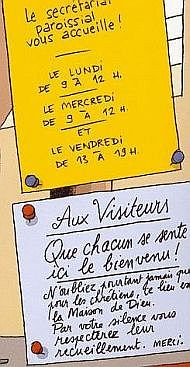 Le secrétariat
paroissial
vous accueille !
LE LUNDI
DE 9 À 12 H.
LE MERCREDI
DE 9 À 12 H.
ET
LE VENDREDI
DE 13 À 19 H.
Aux Visiteurs
Que chacun se sente
ici le bienvenu !
N'oubliez pourtant jamais que
pour les chrétiens, ce lieu est
la Maison de Dieu.
Par votre silence vous
respecterez leur
recueillement. MERCI.